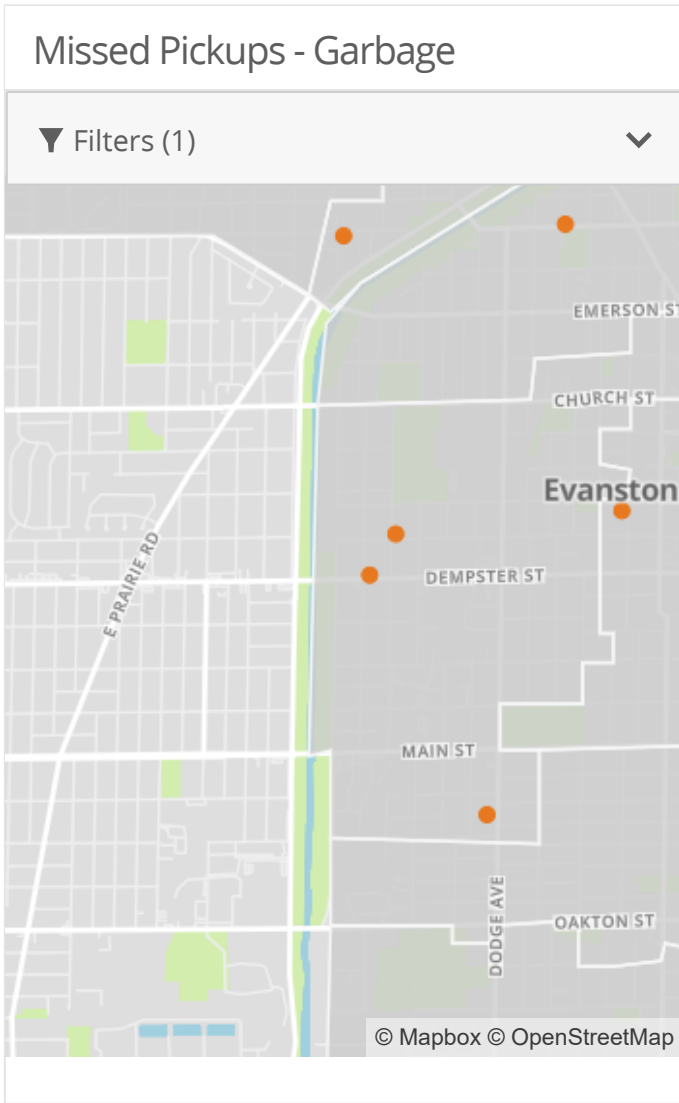 Missed Pickups - Garbage
Filters (1)
EMERSON ST
CHURCH ST
Evanston
E PRAIRIE RD
DEMPSTER ST
MAIN ST
DODGE AVE
OAKTON ST
© Mapbox © OpenStreetMap